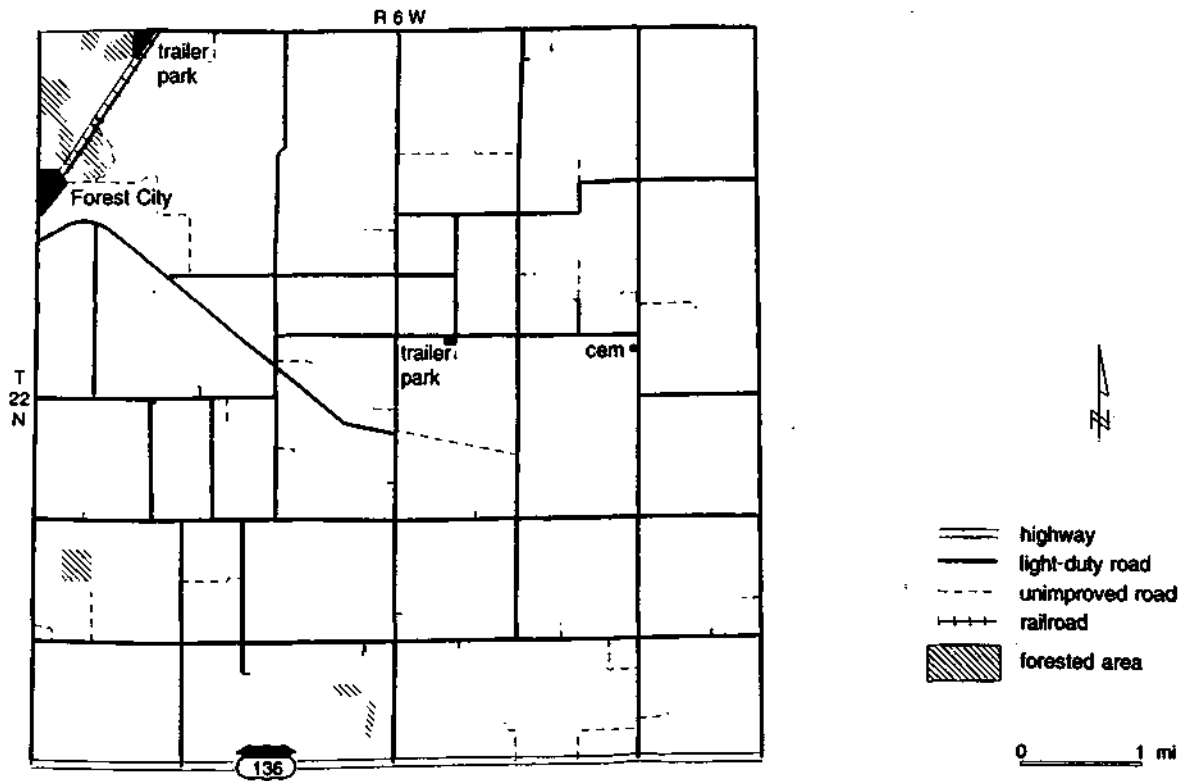 R 6 W
trailer
park
Forest City
trailer
park
cem
T
22
N
N
highway
light-duty road
unimproved road
railroad
forested area
136
0 1 mi